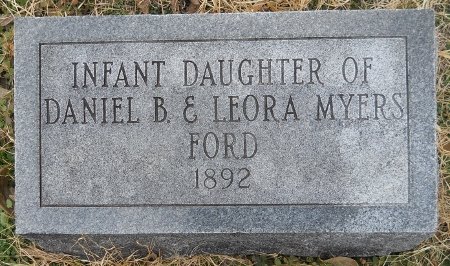 INFANT DAUGHTER OF
DANIEL B. & LEORA MYERS
FORD
1892